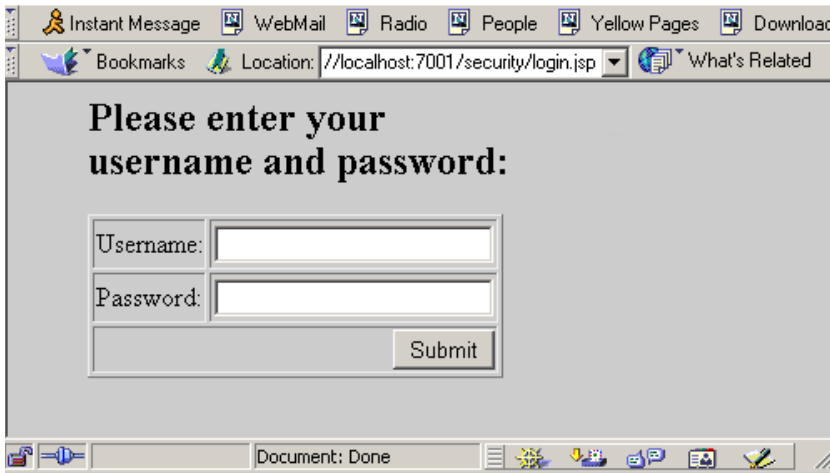 Instant Message WebMail Radio People Yellow Pages Download
Bookmarks Location: //localhost:7001/security/login.jsp What's Related
Please enter your
username and password:
Username:
Password:
Submit
Document: Done